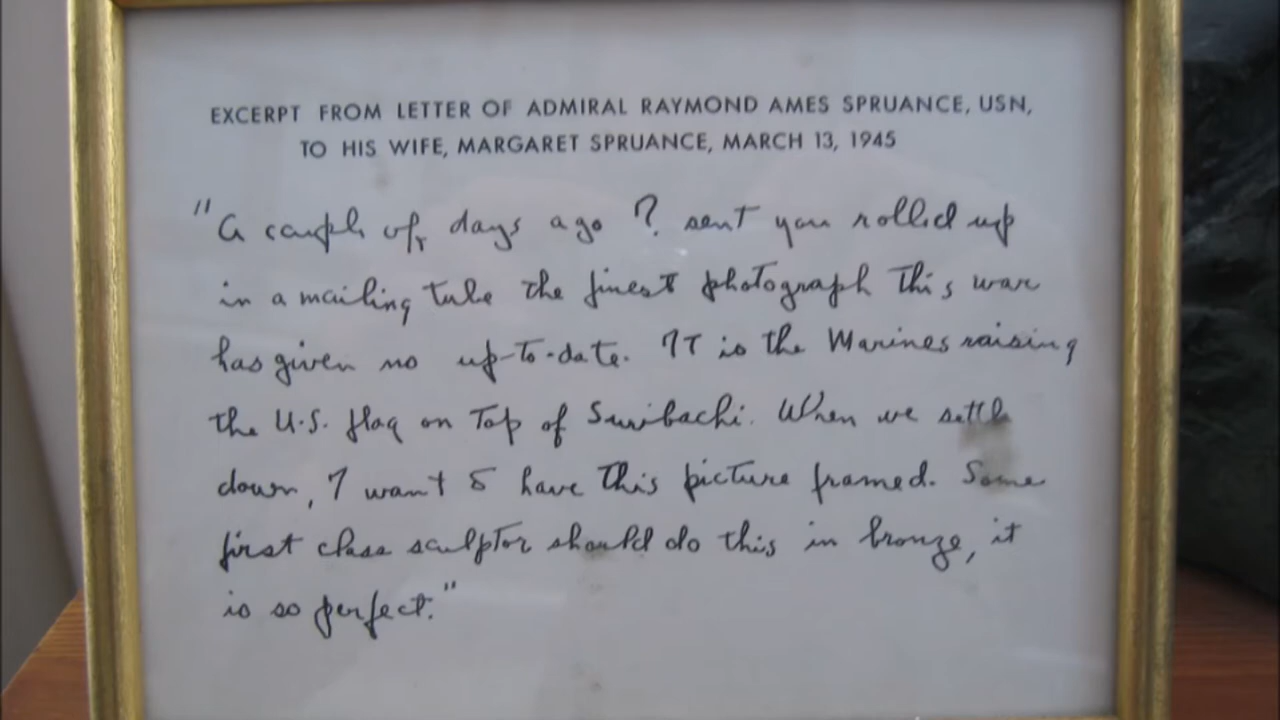 EXCERPT FROM LETTER OF ADMIRAL RAYMOND AMES SPRUANCE, USN,
TO HIS WIFE, MARGARET SPRUANCE, MARCH 13, 1945
"A couple of days ago I sent you rolled up
in a mailing tube the finest photograph this war
has given us up-to-date. It is the Marines raising
the U.S. flag on top of Suribachi. When we settle
down, I want to have this picture framed. Some
first class sculptor should do this in bronze, it
is so perfect."